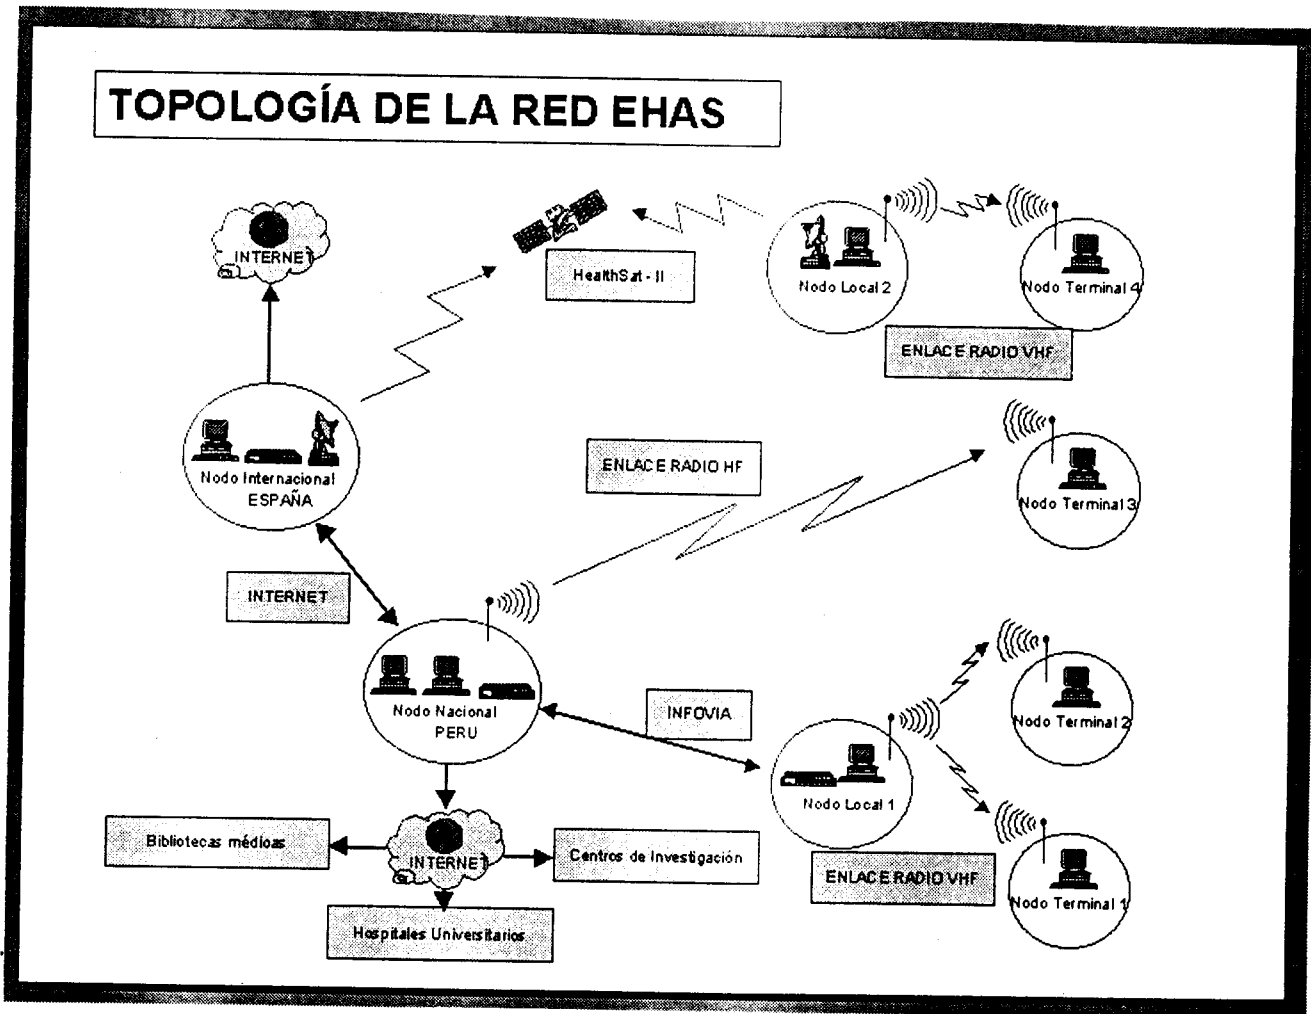 TOPOLOGÍA DE LA RED EHAS
INTERNET
HealthSat - II
Nodo Local 2
Nodo Terminal 4
ENLACE RADIO VHF
Nodo Internacional
ESPAÑA
ENLACE RADIO HF
Nodo Terminal 3
INTERNET
Nodo Nacional
PERU
INFOVIA
Nodo Terminal 2
Nodo Local 1
Bibliotecas médicas
INTERNET
Centros de Investigación
ENLACE RADIO VHF
Nodo Terminal 1
Hospitales Universitarios